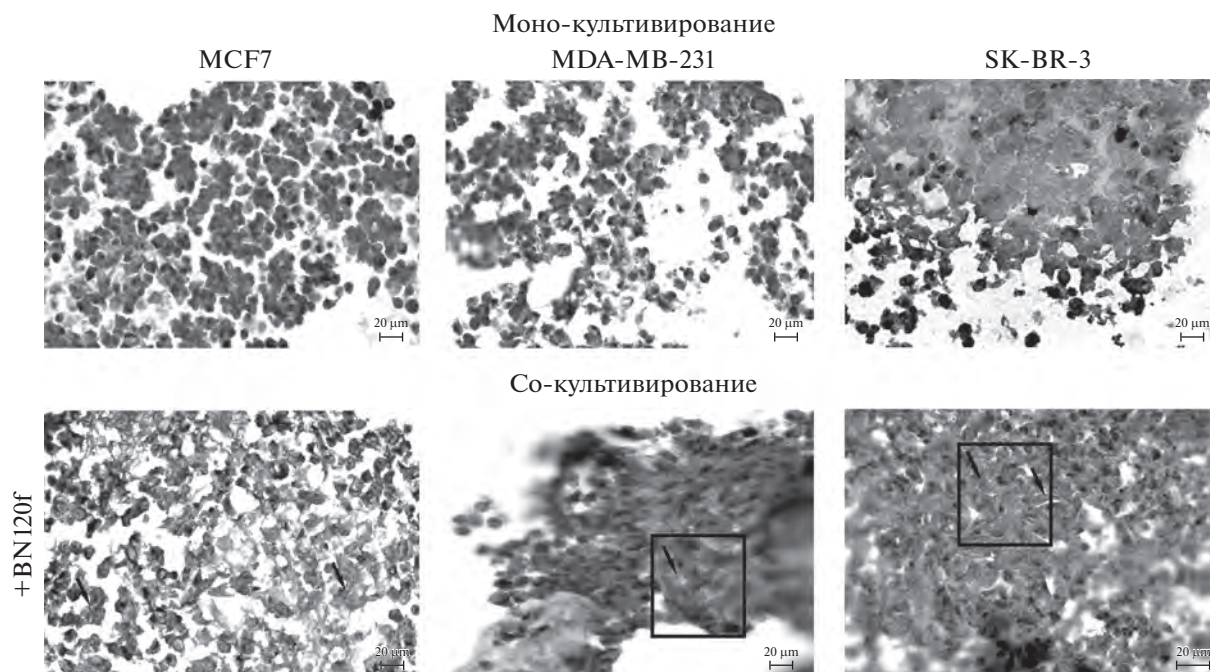 Моно-культивирование
MCF7
MDA-MB-231
SK-BR-3
20 µm
20 µm
20 µm
Со-культивирование
+BN120f
20 µm
20 µm
20 µm